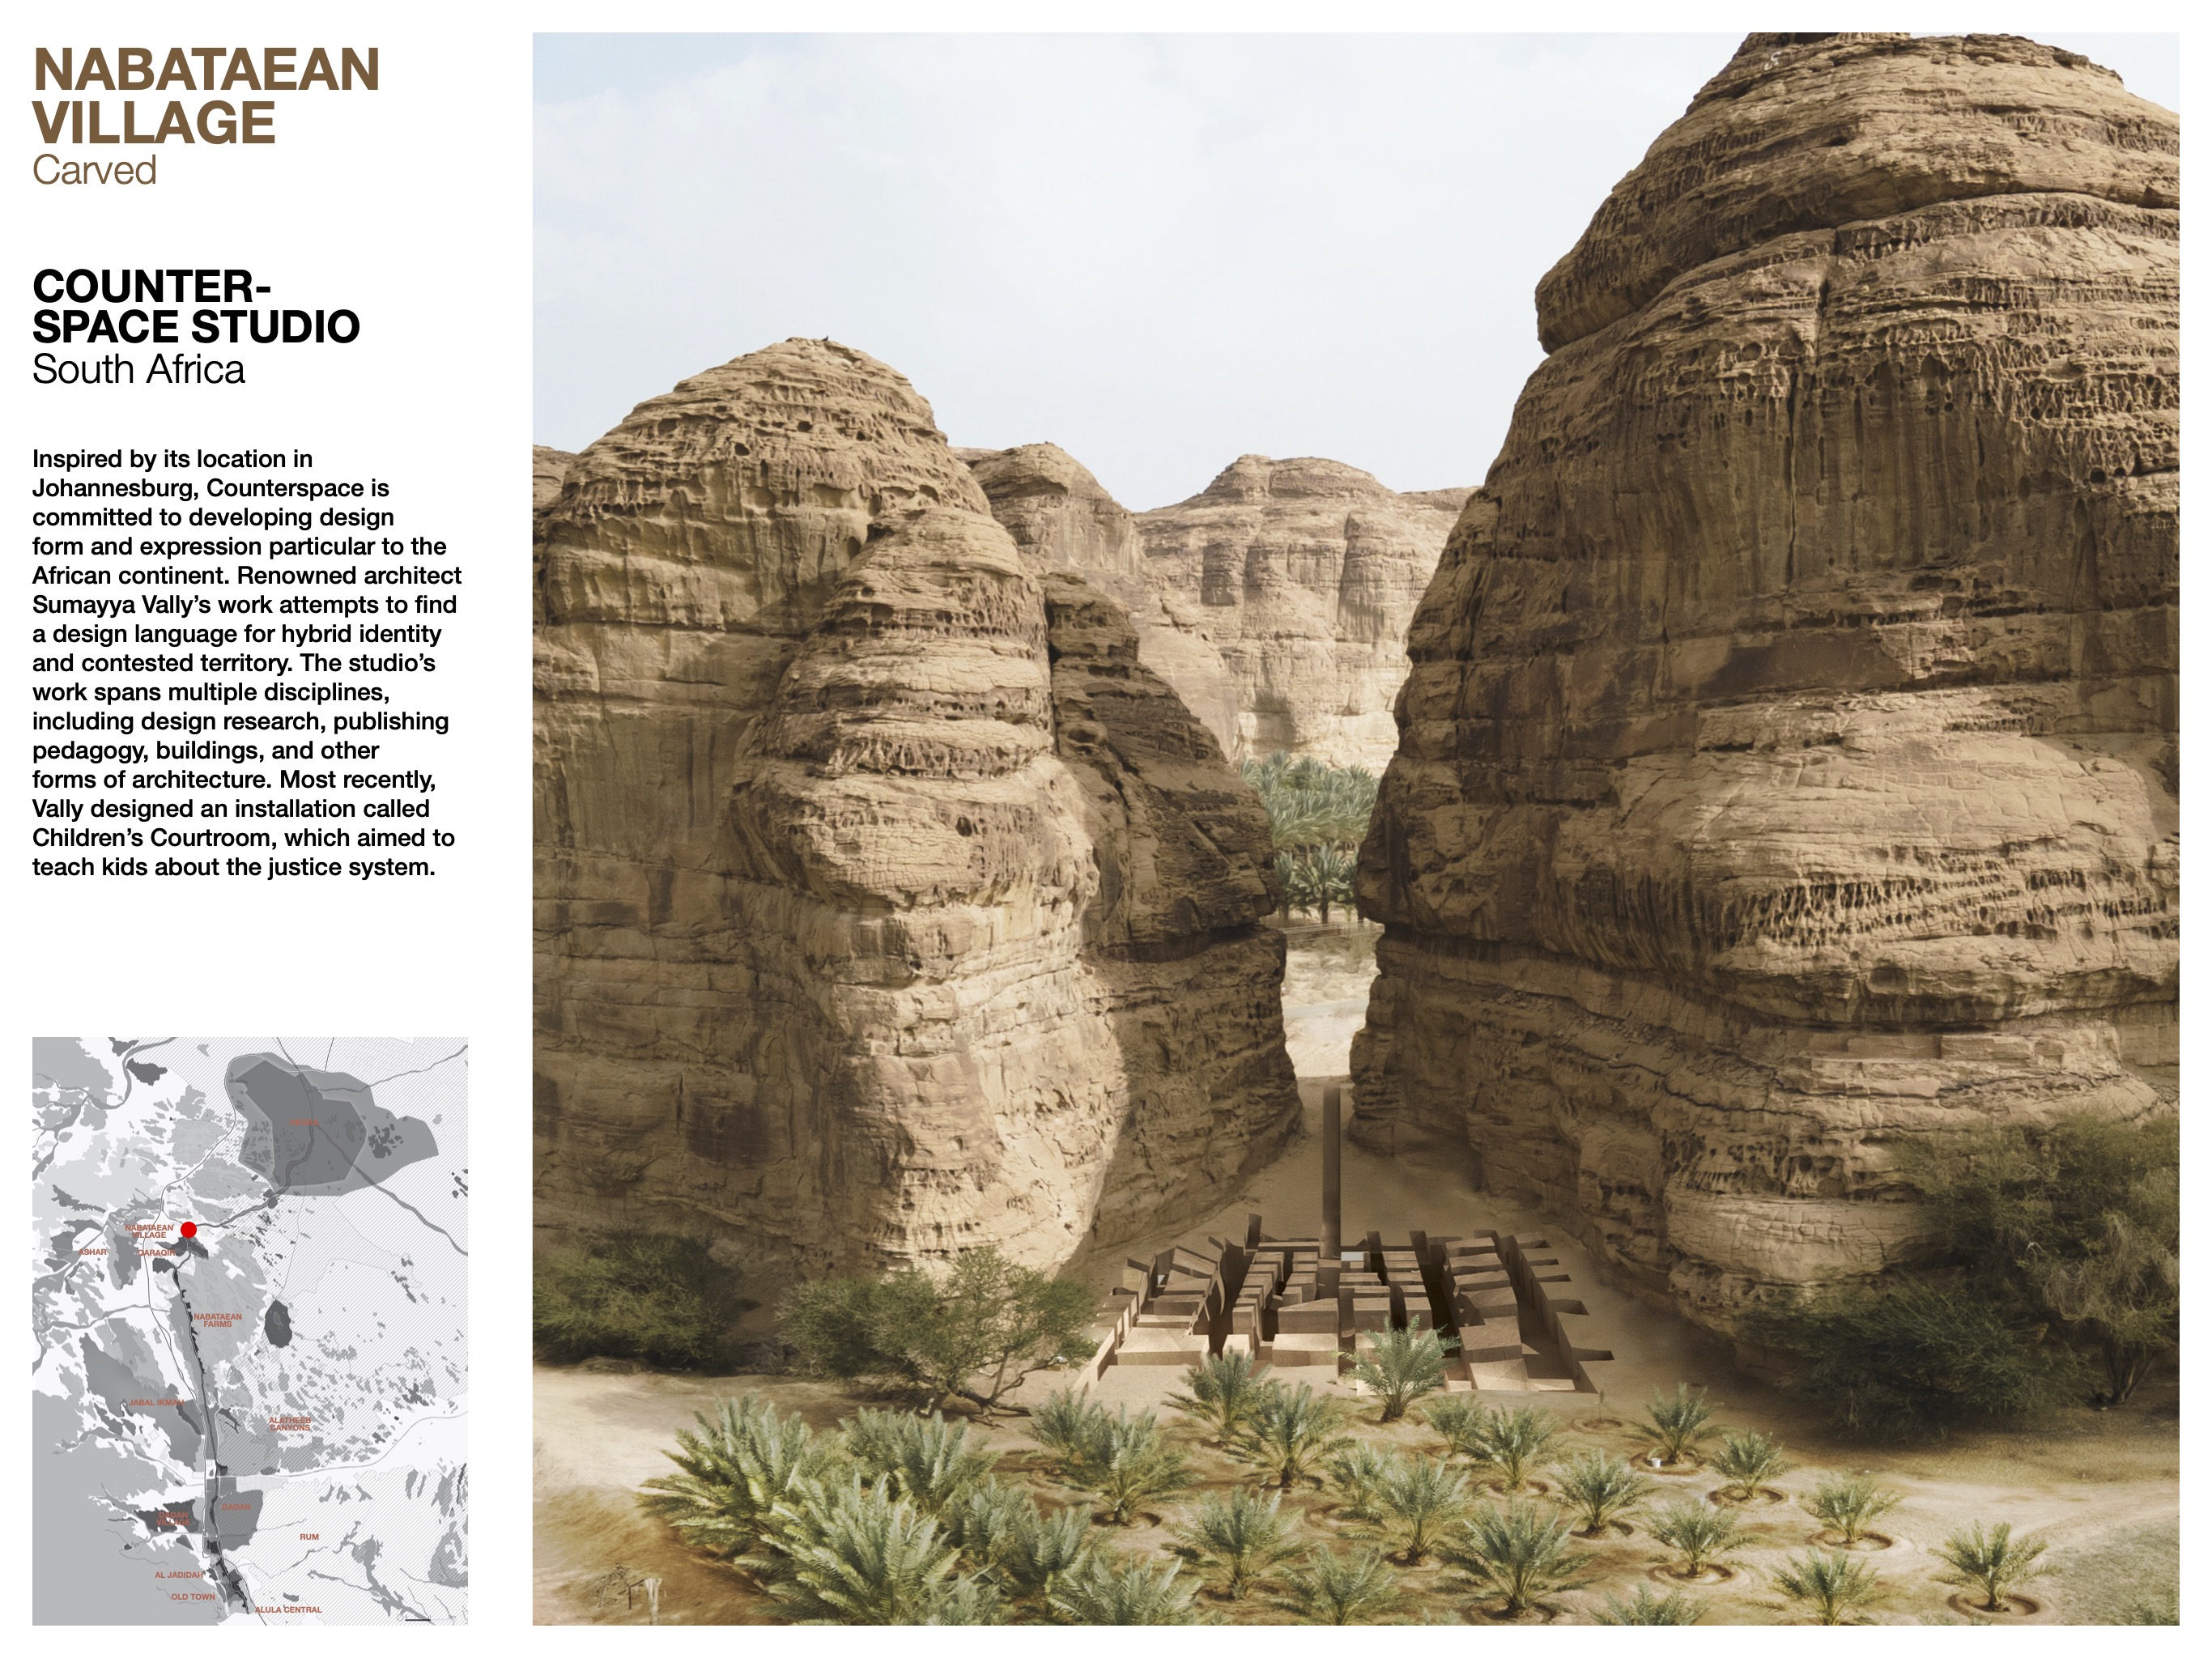 NABATAEAN
VILLAGE
Carved
COUNTER-
SPACE STUDIO
South Africa
Inspired by its location in
Johannesburg, Counterspace is
committed to developing design
form and expression particular to the
African continent. Renowned architect
Sumayya Vally’s work attempts to find
a design language for hybrid identity
and contested territory. The studio’s
work spans multiple disciplines,
including design research, publishing
pedagogy, buildings, and other
forms of architecture. Most recently,
Vally designed an installation called
Children’s Courtroom, which aimed to
teach kids about the justice system.
NABATAEAN
VILLAGE
ASHAR
QARAQIR
NABATAEAN
FARMS
JABAL IKMAH
ALATHEEB
CANYONS
DADAN
DADAN
VILLAGE
RUM
AL JADIDAH
OLD TOWN
ALULA CENTRAL